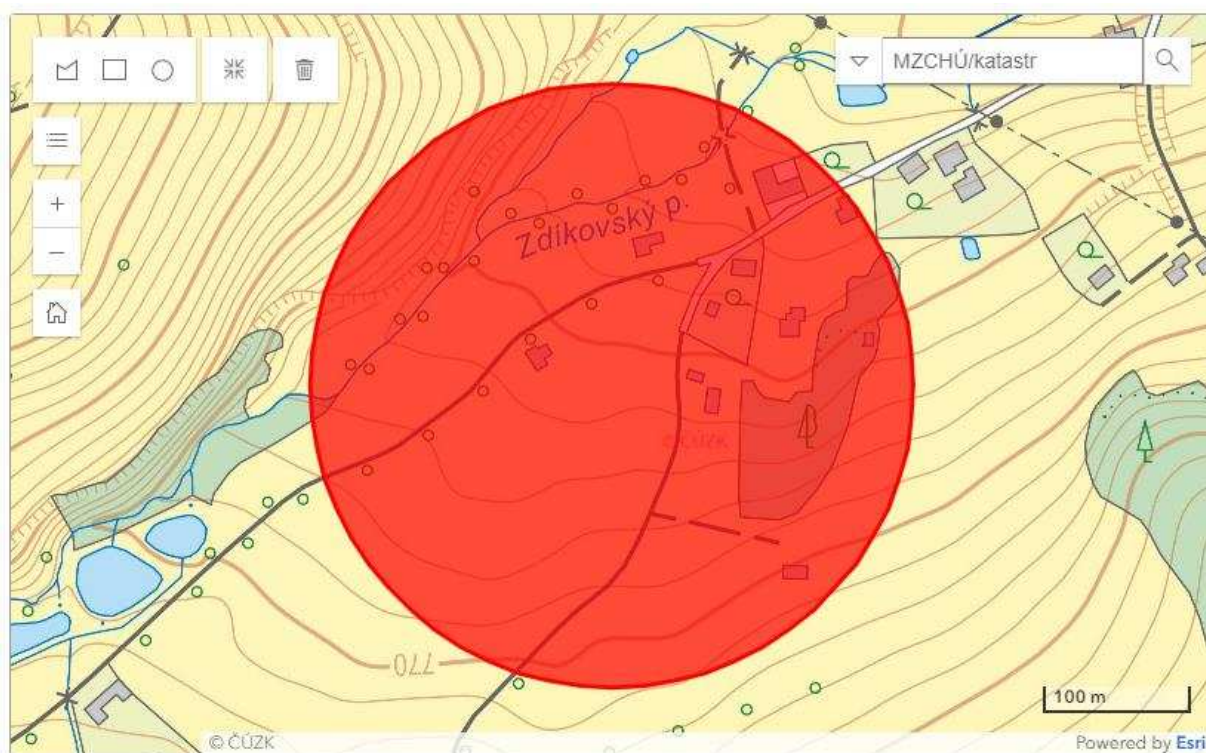 MZCHÚ/katastr
Zdíkovský p.
© ČÚZK
770
100 m
© ČÚZK
Powered by Esri